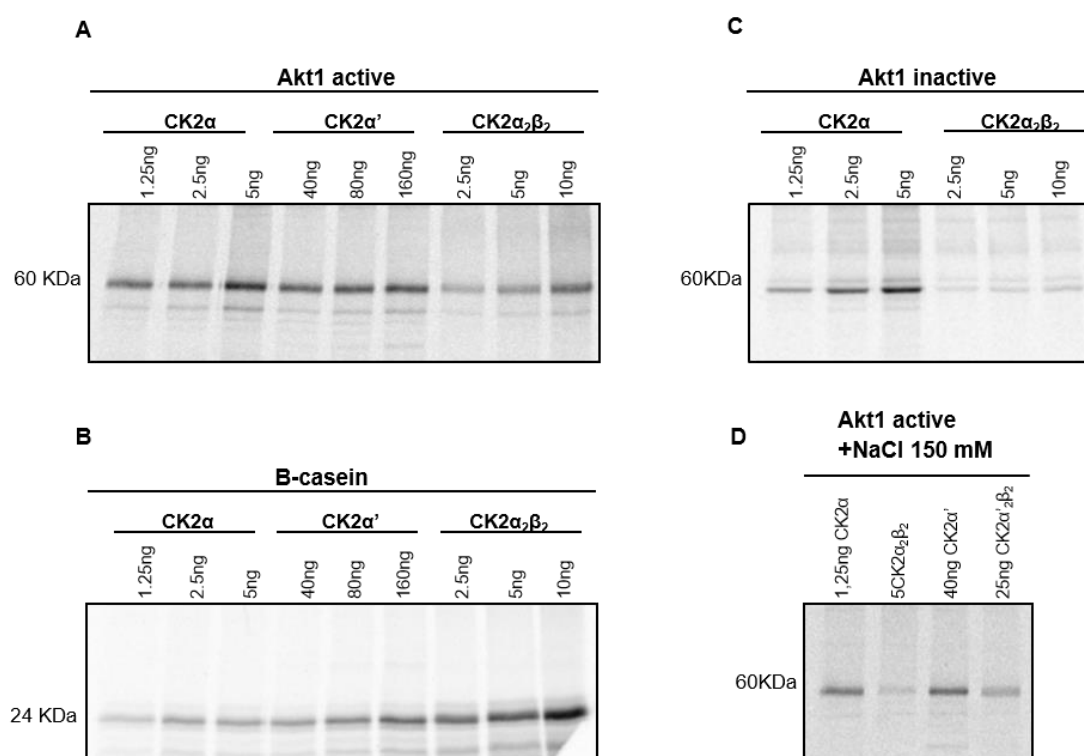 A
Akt1 active
CK2α CK2α’ CK2α₂β₂
1.25ng 2.5ng 5ng 40ng 80ng 160ng 2.5ng 5ng 10ng
60 KDa
C
Akt1 inactive
CK2α CK2α₂β₂
1.25ng 2.5ng 5ng 2.5ng 5ng 10ng
60KDa
B
B-casein
CK2α CK2α’ CK2α₂β₂
1.25ng 2.5ng 5ng 40ng 80ng 160ng 2.5ng 5ng 10ng
24 KDa
D
Akt1 active
+NaCl 150 mM
1,25ng CK2α 5CK2α₂β₂ 40ng CK2α’ 25ng CK2α’₂β₂
60KDa